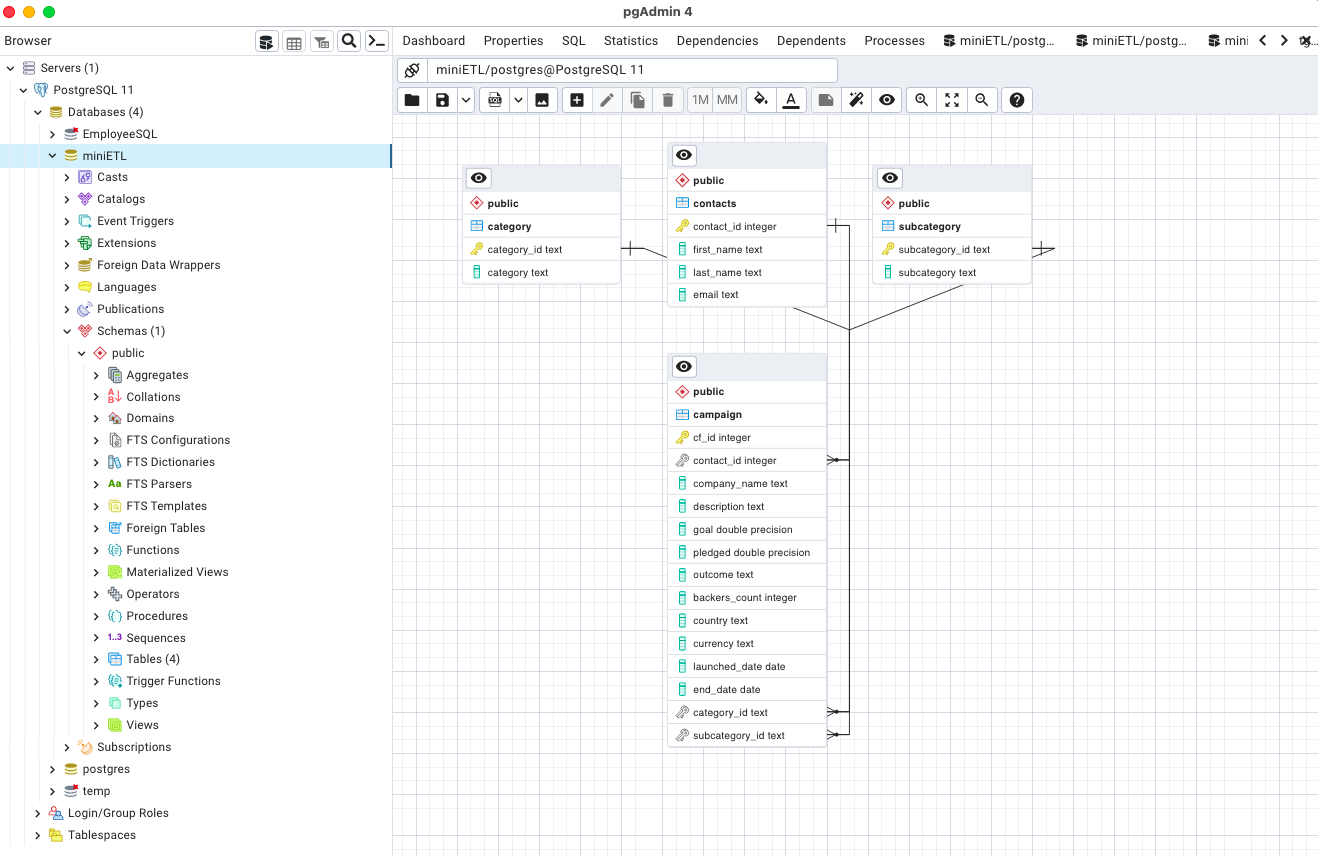 pgAdmin 4
Browser
Dashboard Properties SQL Statistics Dependencies Dependents Processes miniETL/postg... miniETL/postg... mini
Servers (1)
PostgreSQL 11
Databases (4)
EmployeeSQL
miniETL
Casts
Catalogs
Event Triggers
Extensions
Foreign Data Wrappers
Languages
Publications
Schemas (1)
public
Aggregates
Collations
Domains
FTS Configurations
FTS Dictionaries
Aa FTS Parsers
FTS Templates
Foreign Tables
Functions
Materialized Views
Operators
Procedures
1..3 Sequences
Tables (4)
Trigger Functions
Types
Views
Subscriptions
postgres
temp
Login/Group Roles
Tablespaces
miniETL/postgres@PostgreSQL 11
SQL 1M MM A
public
category
category_id text
category text
public
contacts
contact_id integer
first_name text
last_name text
email text
public
subcategory
subcategory_id text
subcategory text
public
campaign
cf_id integer
contact_id integer
company_name text
description text
goal double precision
pledged double precision
outcome text
backers_count integer
country text
currency text
launched_date date
end_date date
category_id text
subcategory_id text